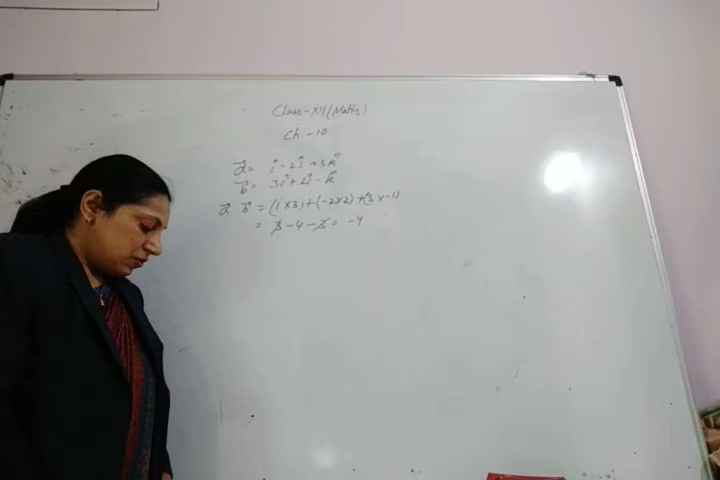 Class-XII (Maths)
Ch-10
a⃗ = î - 2ĵ + 3k̂
b⃗ = 3î + 2ĵ - k̂
a⃗ b⃗ = (1×3) + (-2×2) + (3×-1)
= 3 - 4 - 3 = -4